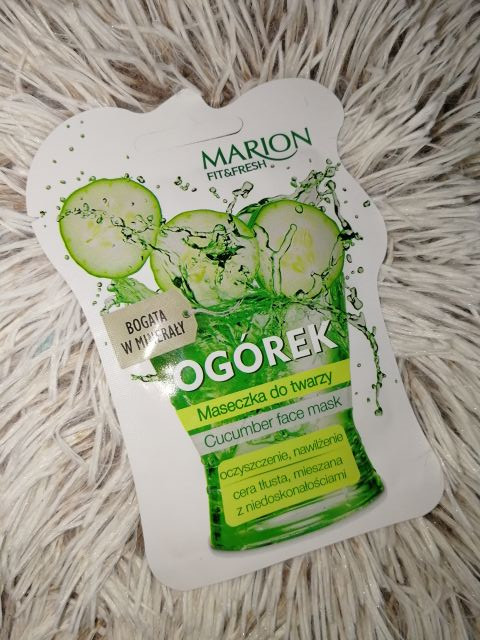 MARION
FIT&FRESH
BOGATA
W MINERAŁY
OGÓREK
Maseczka do twarzy
Cucumber face mask
oczyszczenie, nawilżenie
cera tłusta, mieszana
z niedoskonałościami